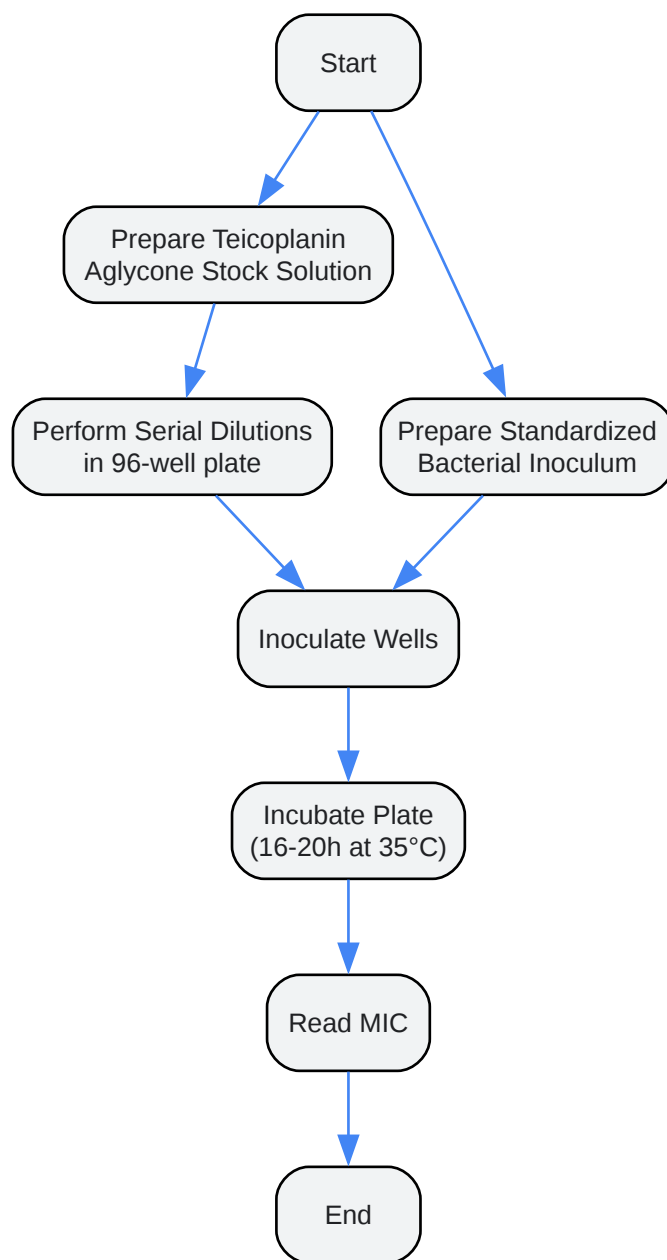 Start
Prepare Teicoplanin
Aglycone Stock Solution
Perform Serial Dilutions
in 96-well plate
Prepare Standardized
Bacterial Inoculum
Inoculate Wells
Incubate Plate
(16-20h at 35°C)
Read MIC
End